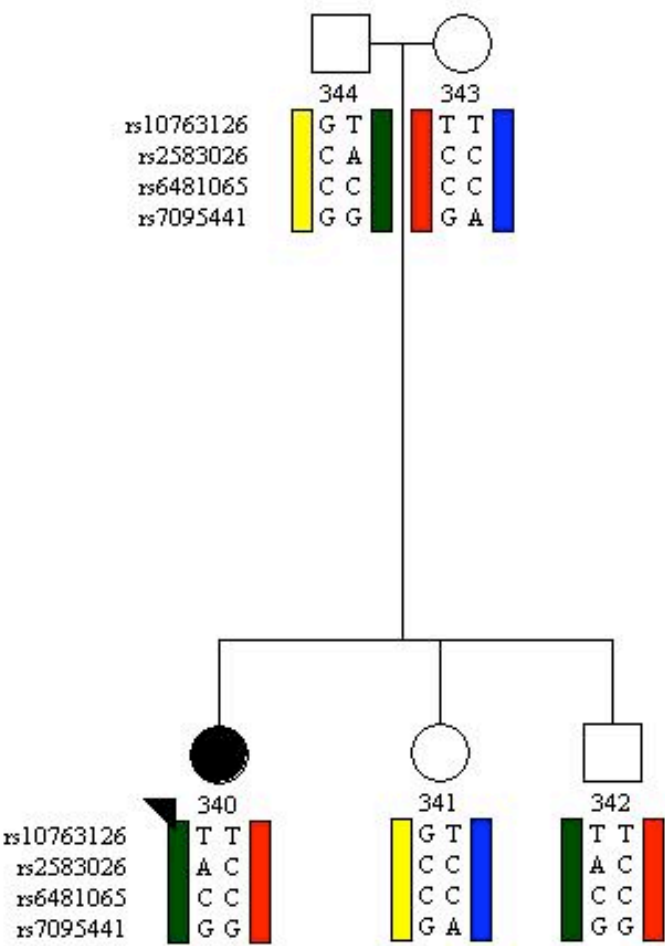 344 343
rs10763126 G T T T
rs2583026 C A C C
rs6481065 C C C C
rs7095441 G G G A
340 341 342
rs10763126 T T G T T T
rs2583026 A C C C A C
rs6481065 C C C C C C
rs7095441 G G G A G G